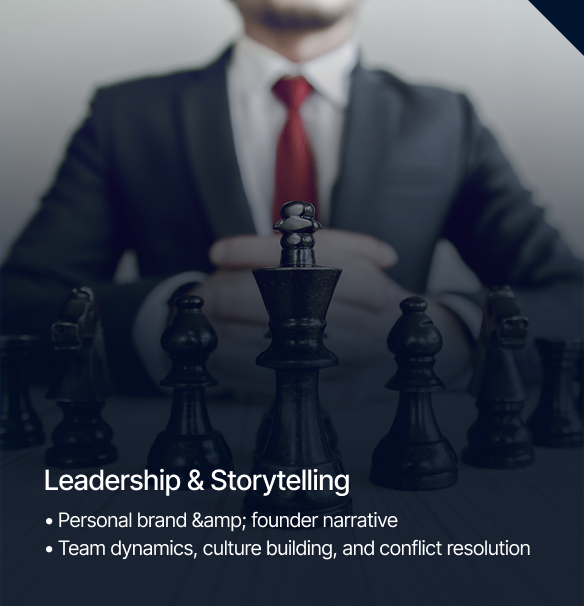 Leadership & Storytelling
• Personal brand &amp; founder narrative
• Team dynamics, culture building, and conflict resolution